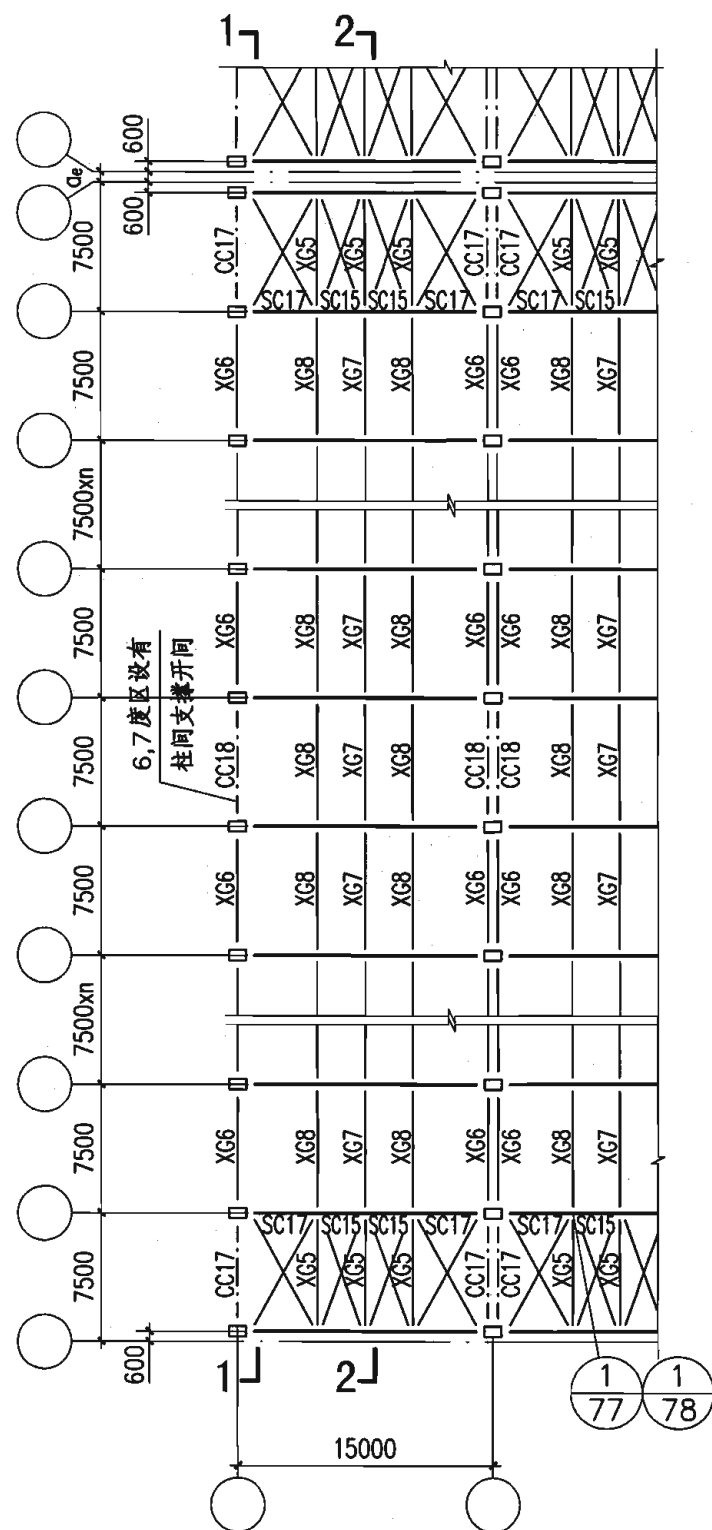 1 2
600
ae
600
7500 CC17 XG5 XG5 XG5 CC17 CC17 XG5 XG5
SC17 SC15 SC15 SC17 SC17 SC15
7500 XG6 XG8 XG7 XG8 XG6 XG6 XG8 XG7
7500xn
7500 XG6 XG8 XG7 XG8 XG6 XG6 XG8 XG7
6,7度区设有
柱间支撑开间
7500 CC18 XG8 XG7 XG8 CC18 CC18 XG8 XG7
7500 XG6 XG8 XG7 XG8 XG6 XG6 XG8 XG7
7500xn
7500 XG6 XG8 XG7 XG8 XG6 XG6 XG8 XG7
SC17 SC15 SC15 SC17 SC17 SC15
7500 CC17 XG5 XG5 XG5 CC17 CC17 XG5 XG5
600
1 2
1 1
77 78
15000